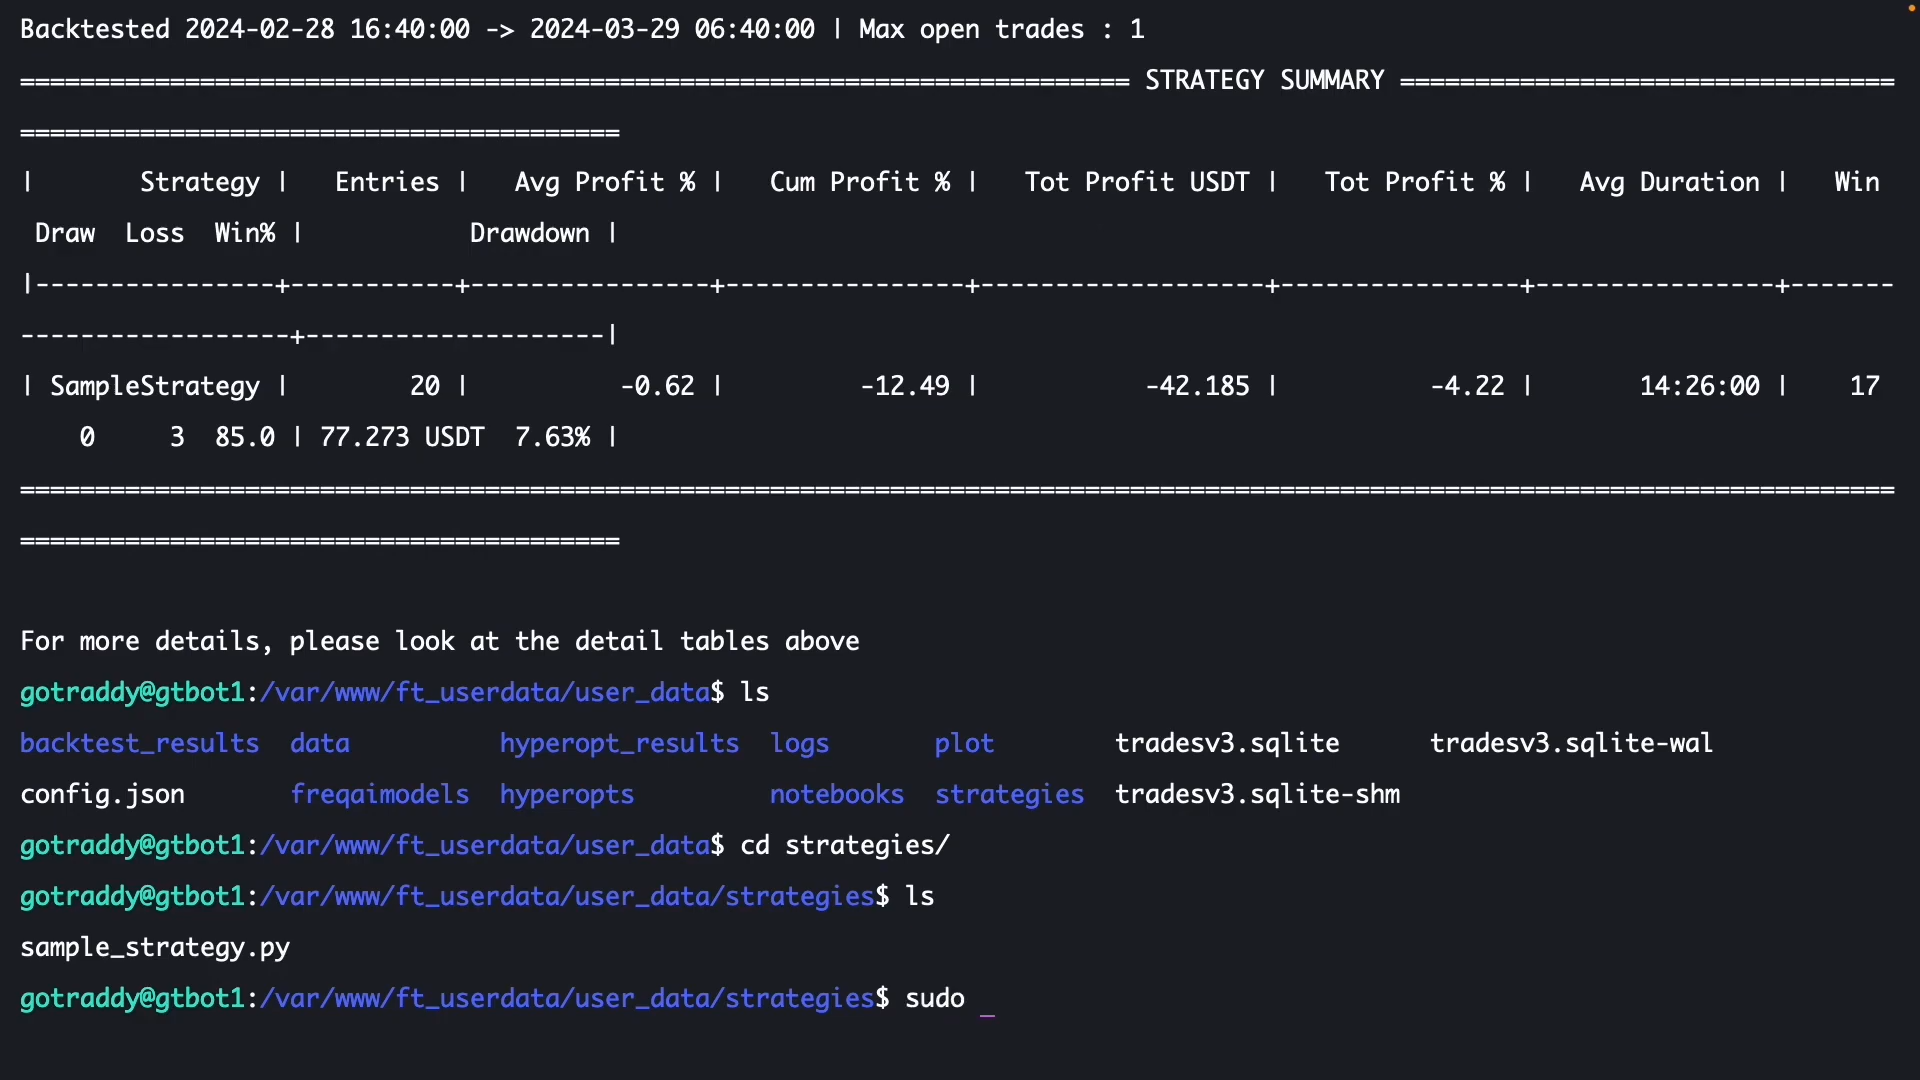 Backtested 2024-02-28 16:40:00 -> 2024-03-29 06:40:00 | Max open trades : 1
========================================================================== STRATEGY SUMMARY =================================
========================================
|       Strategy |   Entries |   Avg Profit % |   Cum Profit % |   Tot Profit USDT |   Tot Profit % |   Avg Duration |   Win
 Draw  Loss  Win% |           Drawdown |
|----------------+-----------+----------------+----------------+-------------------+----------------+----------------+-------
------------------+--------------------|
| SampleStrategy |        20 |          -0.62 |         -12.49 |           -42.185 |          -4.22 |       14:26:00 |    17
    0     3  85.0 | 77.273 USDT  7.63% |
=============================================================================================================================
========================================
For more details, please look at the detail tables above
gotraddy@gtbot1:/var/www/ft_userdata/user_data$ ls
backtest_results  data          hyperopt_results  logs       plot        tradesv3.sqlite      tradesv3.sqlite-wal
config.json       freqaimodels  hyperopts         notebooks  strategies  tradesv3.sqlite-shm
gotraddy@gtbot1:/var/www/ft_userdata/user_data$ cd strategies/
gotraddy@gtbot1:/var/www/ft_userdata/user_data/strategies$ ls
sample_strategy.py
gotraddy@gtbot1:/var/www/ft_userdata/user_data/strategies$ sudo _